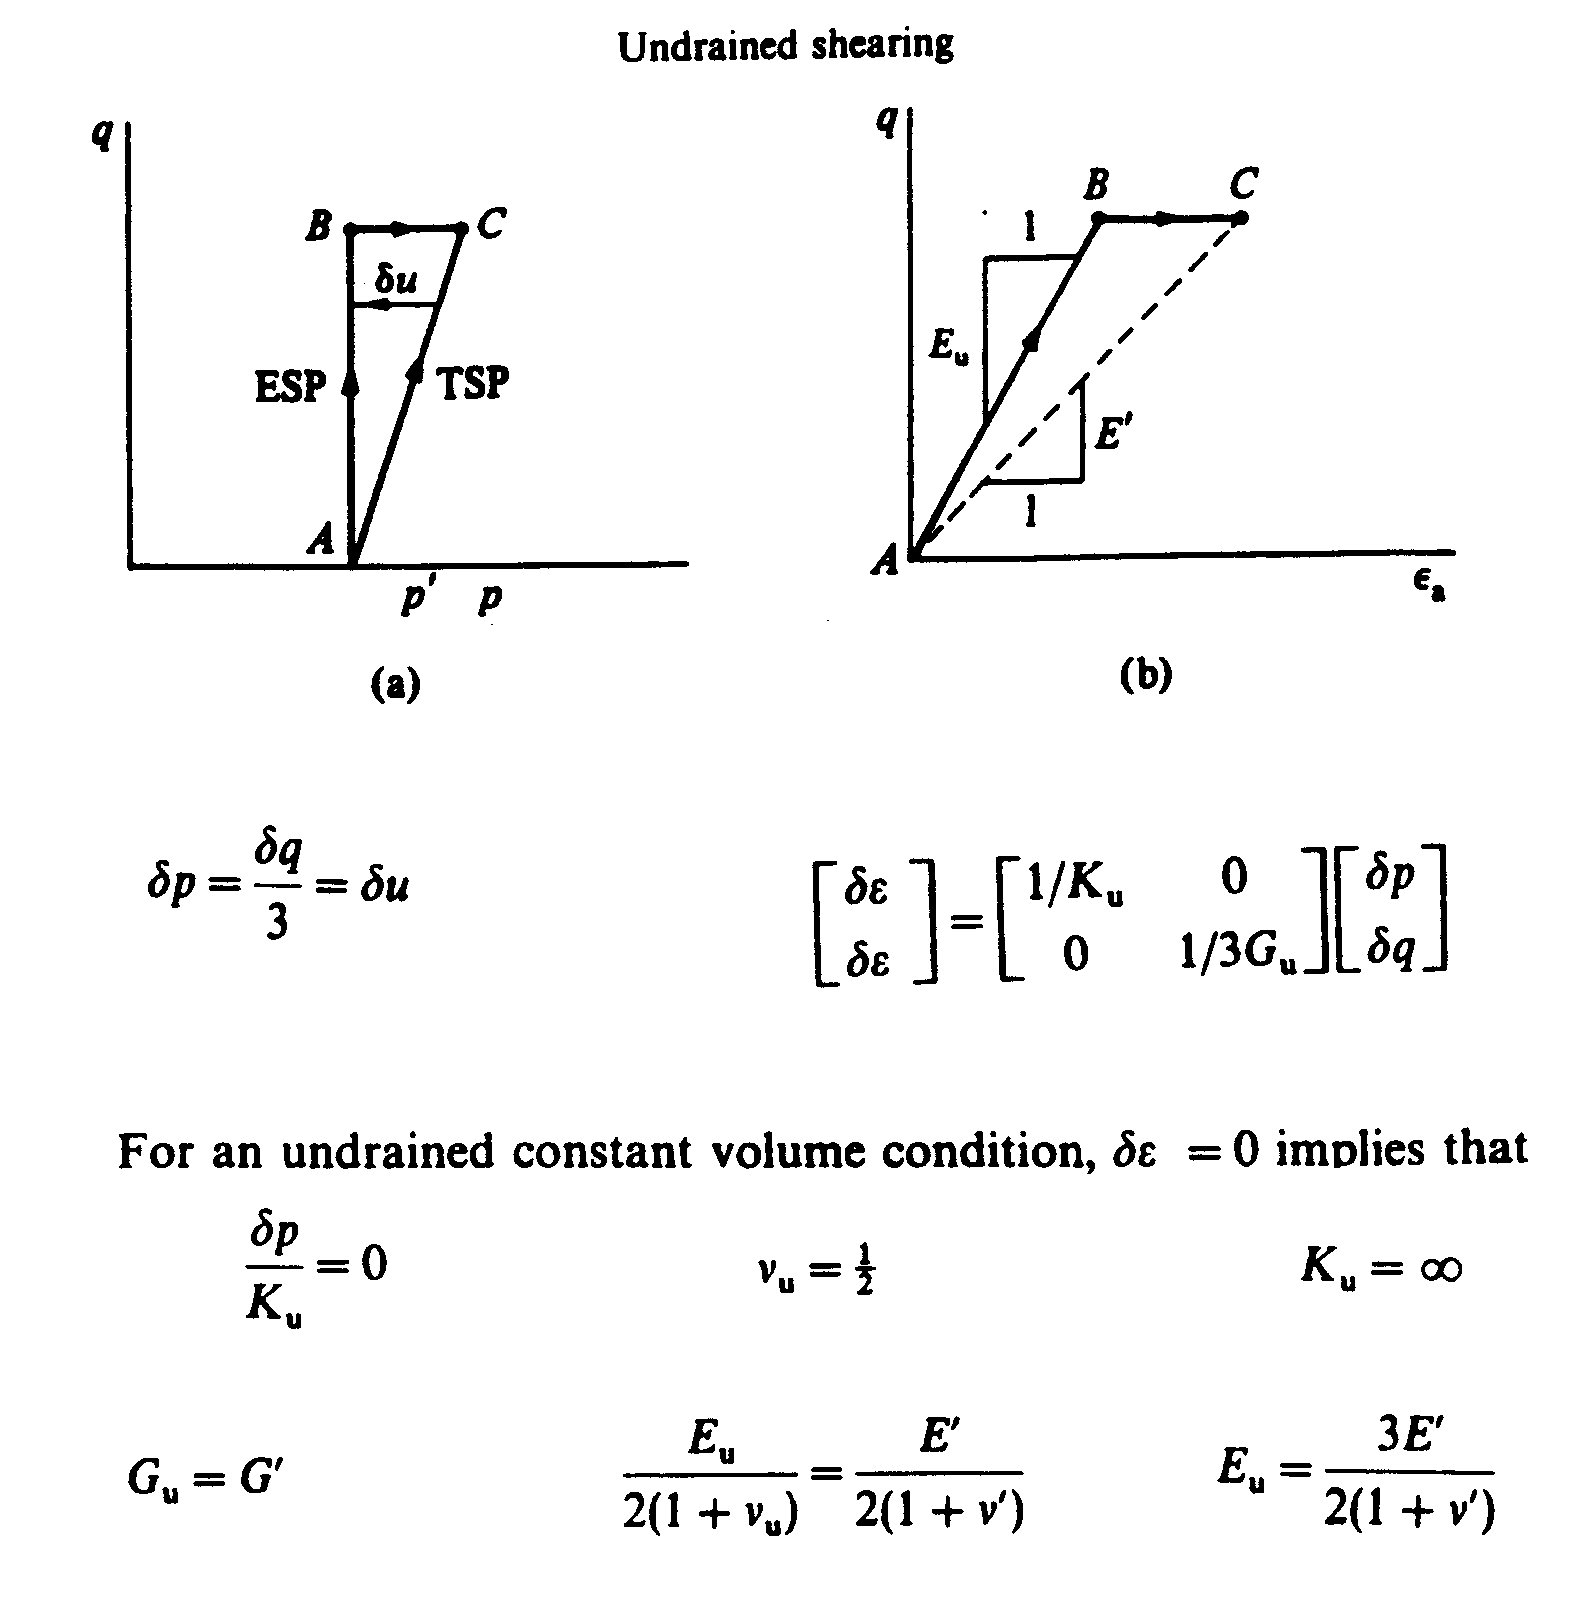 Undrained shearing
q
B C
δu
ESP TSP
A
p′ p
(a)
q
B C
1
E_u
E′
1
A
ϵ_a
(b)
δp = δq/3 = δu
[δε δε] = [1/K_u 0 0 1/3G_u][δp δq]
For an undrained constant volume condition, δε = 0 implies that
δp/K_u = 0 ν_u = 1/2 K_u = ∞
G_u = G′ E_u/2(1 + ν_u) = E′/2(1 + ν′) E_u = 3E′/2(1 + ν′)